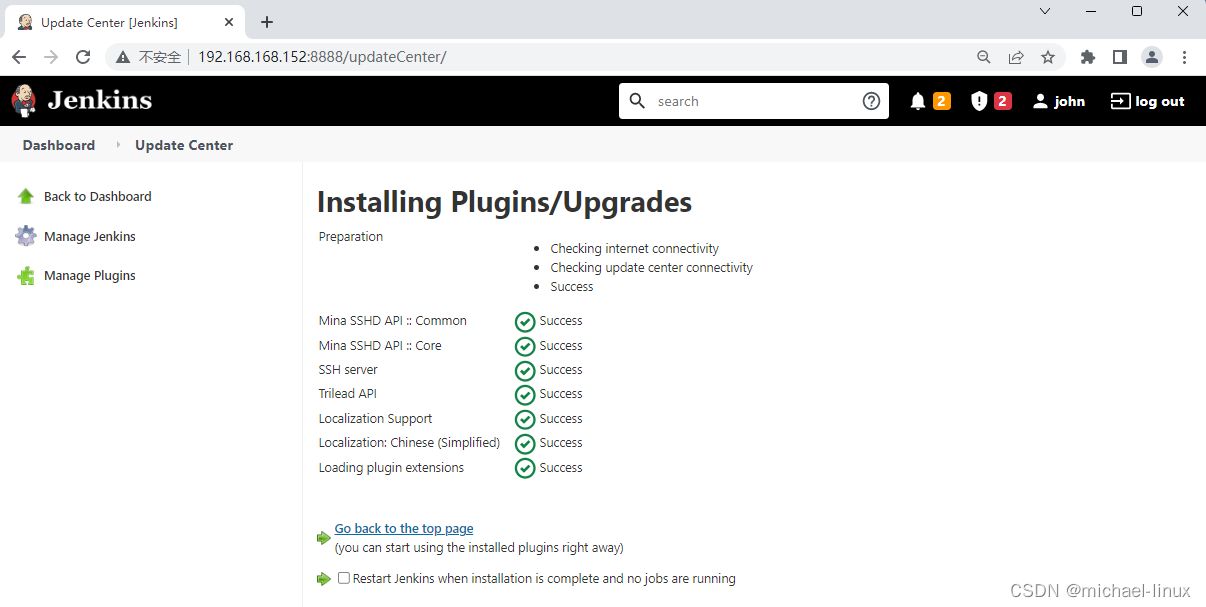 Update Center [Jenkins]
不安全 192.168.168.152:8888/updateCenter/
Jenkins
search
2
2
john
log out
Dashboard
Update Center
Back to Dashboard
Manage Jenkins
Manage Plugins
Installing Plugins/Upgrades
Preparation
Checking internet connectivity
Checking update center connectivity
Success
Mina SSHD API :: Common Success
Mina SSHD API :: Core Success
SSH server Success
Trilead API Success
Localization Support Success
Localization: Chinese (Simplified) Success
Loading plugin extensions Success
Go back to the top page
(you can start using the installed plugins right away)
Restart Jenkins when installation is complete and no jobs are running
CSDN @michael-linux